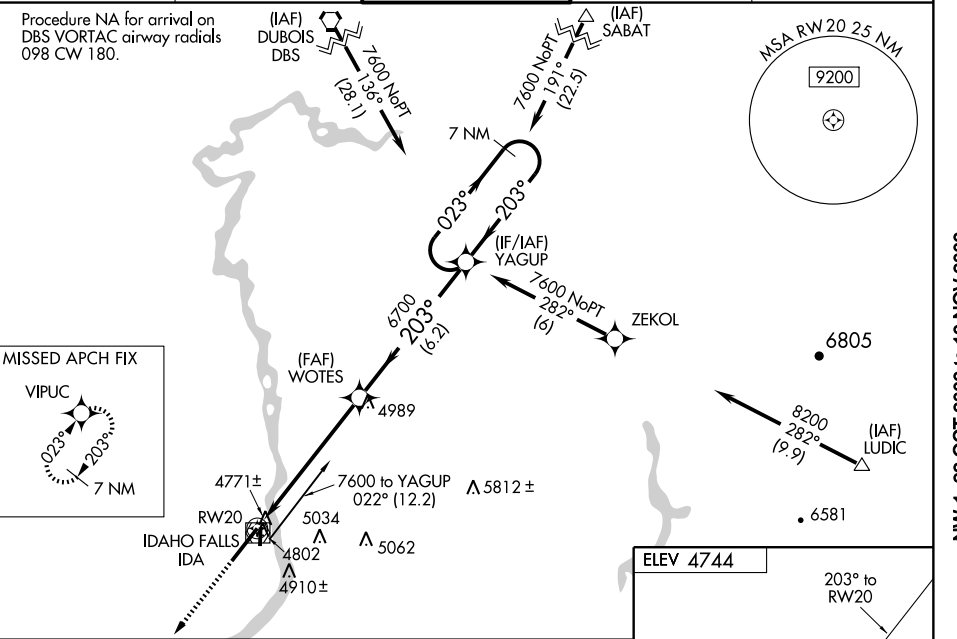 Procedure NA for arrival on
DBS VORTAC airway radials
098 CW 180.
(IAF)
DUBOIS
DBS
7600 NoPT
136°
(28.1)
(IAF)
SABAT
7600 NoPT
191°
(22.5)
MSA RW20 25 NM
9200
7 NM
023°
203°
(IF/IAF)
YAGUP
7600 NoPT
282°
(6)
ZEKOL
6700
203°
(6.2)
6805
MISSED APCH FIX
VIPUC
023°
203°
7 NM
(FAF)
WOTES
4989
8200
282°
(9.9)
(IAF)
LUDIC
4771±
7600 to YAGUP
022° (12.2)
5812±
RW20
5034
6581
IDAHO FALLS
IDA
4802
5062
4910±
ELEV 4744
203° to
RW20